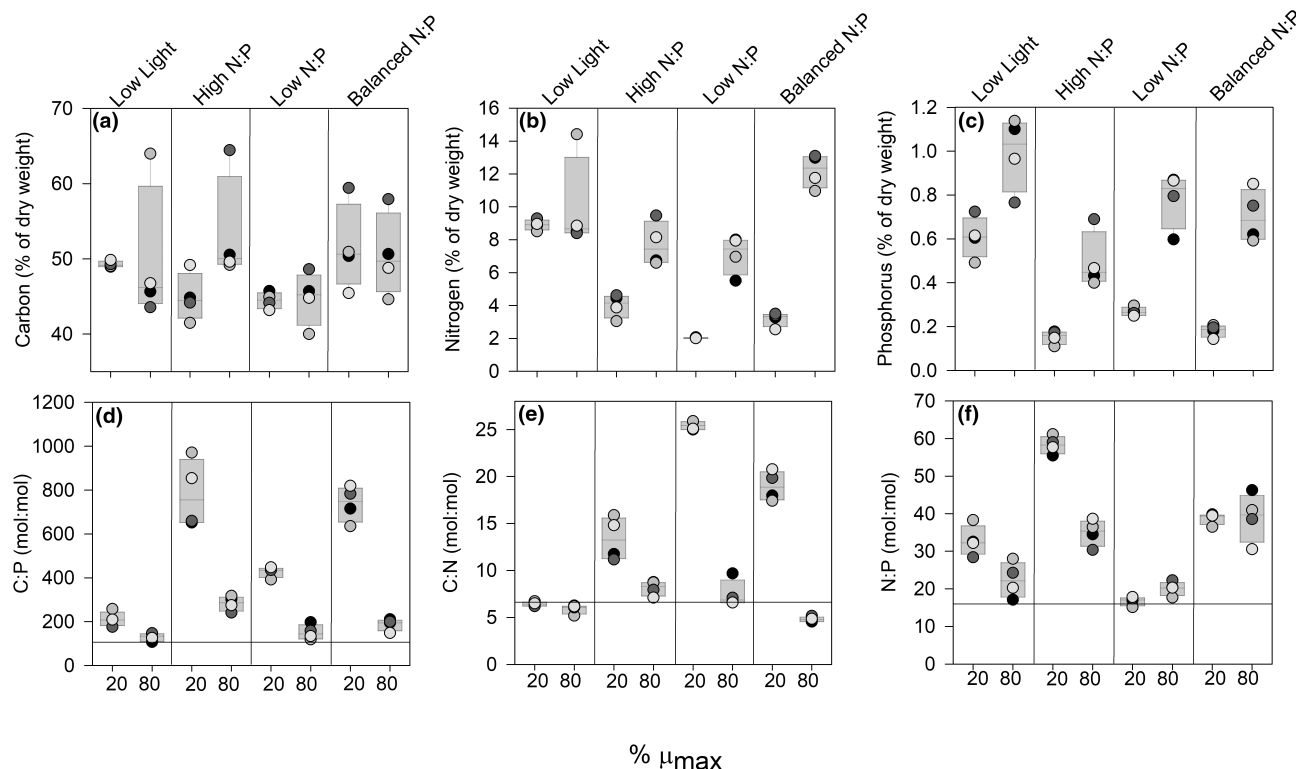 Low Light
High N:P
Low N:P
Balanced N:P
Low Light
High N:P
Low N:P
Balanced N:P
Low Light
High N:P
Low N:P
Balanced N:P
(a)
Carbon (% of dry weight)
70
60
50
40
(b)
Nitrogen (% of dry weight)
16
14
12
10
8
6
4
2
0
(c)
Phosphorus (% of dry weight)
1.2
1.0
0.8
0.6
0.4
0.2
0.0
(d)
C:P (mol:mol)
1200
1000
800
600
400
200
0
20 80 20 80 20 80 20 80
(e)
C:N (mol:mol)
25
20
15
10
5
0
20 80 20 80 20 80 20 80
(f)
N:P (mol:mol)
70
60
50
40
30
20
10
0
20 80 20 80 20 80 20 80
% μmax